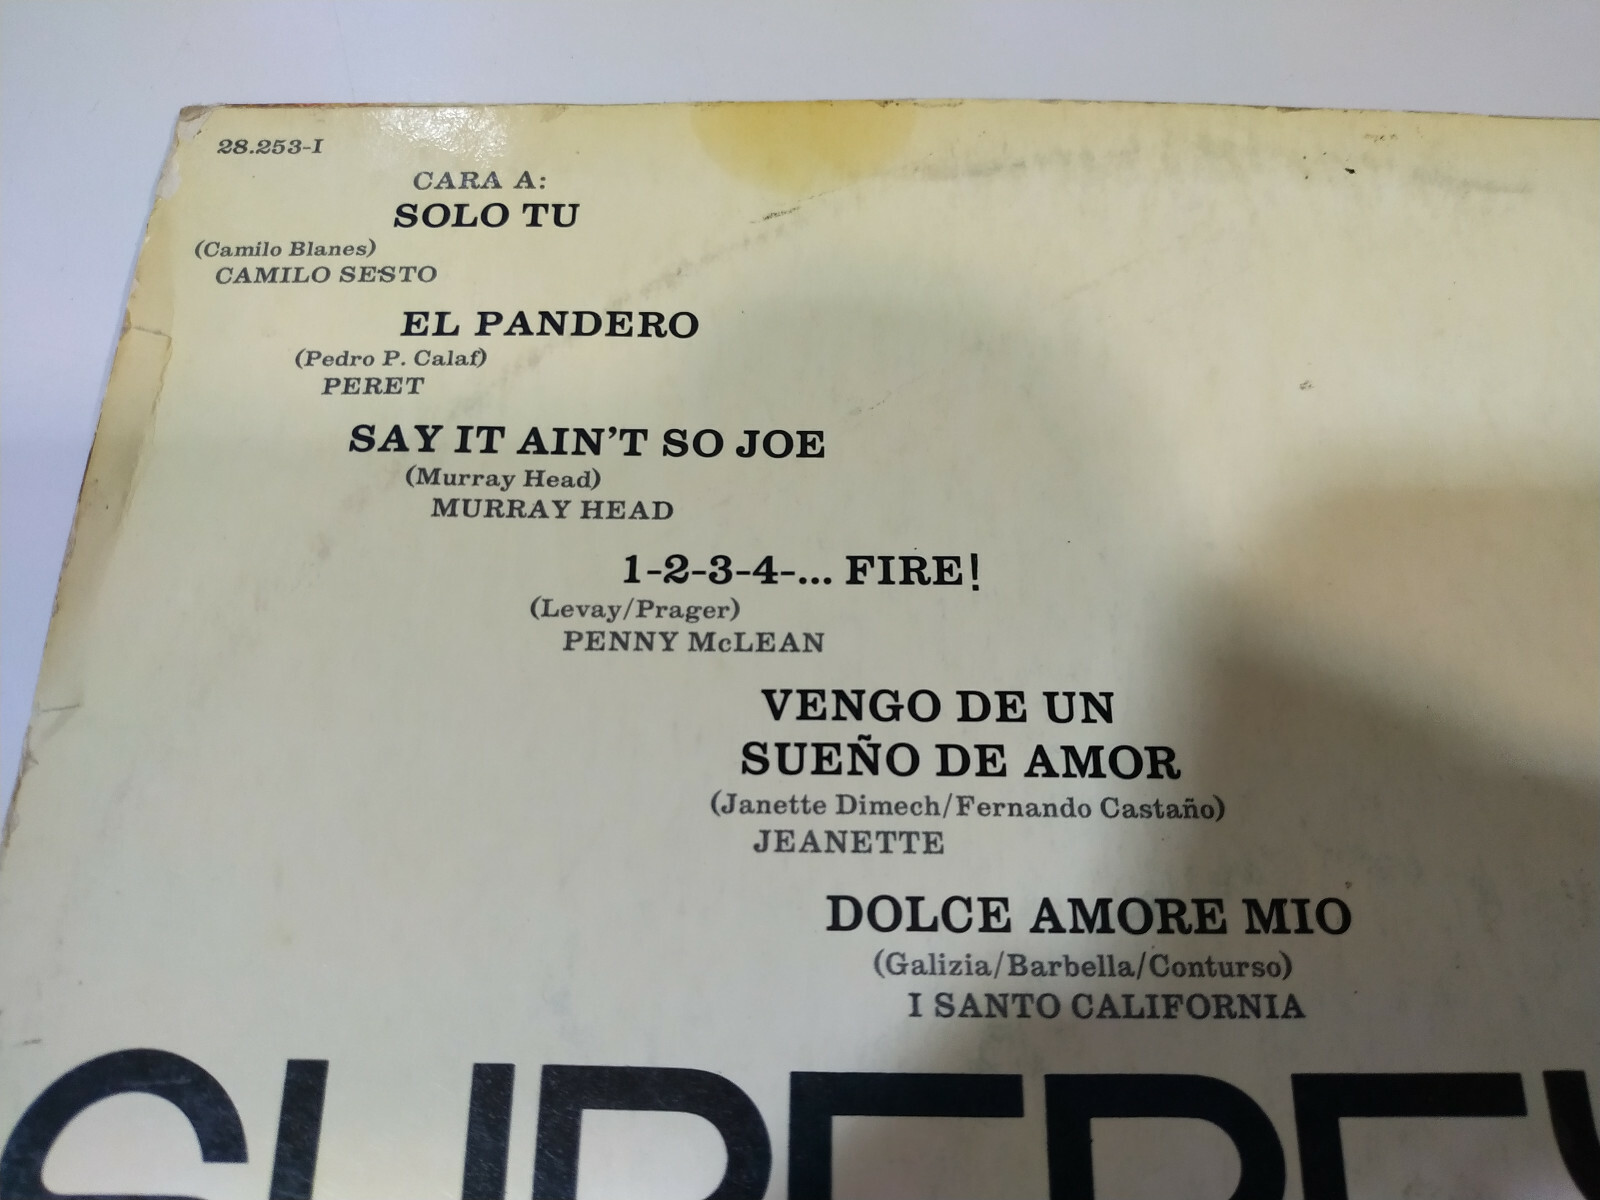 28.253-I
CARA A:
SOLO TU
(Camilo Blanes)
CAMILO SESTO
EL PANDERO
(Pedro P. Calaf)
PERET
SAY IT AIN'T SO JOE
(Murray Head)
MURRAY HEAD
1-2-3-4-... FIRE!
(Levay/Prager)
PENNY McLEAN
VENGO DE UN
SUEÑO DE AMOR
(Janette Dimech/Fernando Castaño)
JEANETTE
DOLCE AMORE MIO
(Galizia/Barbella/Conturso)
I SANTO CALIFORNIA